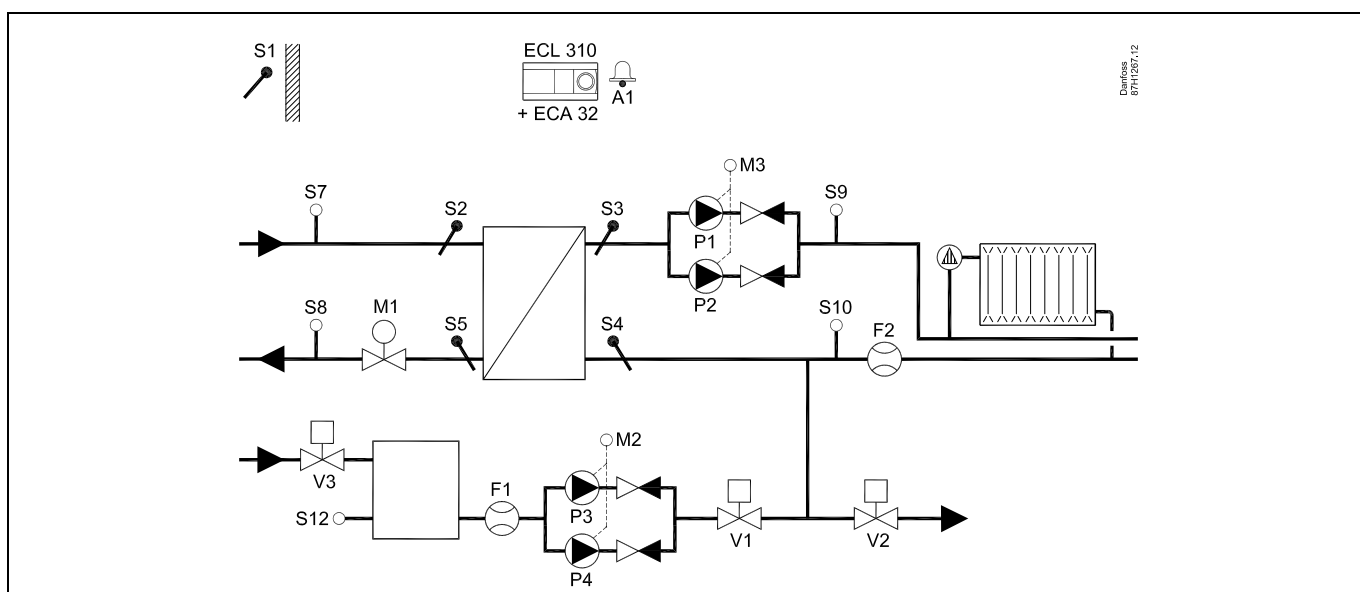 S1
ECL 310
A1
+ ECA 32
Danfoss
87H1267.12
M3
S7
S2
S3
S9
P1
P2
S8
M1
S5
S4
S10
F2
M2
V3
F1
P3
S12
V1
V2
P4